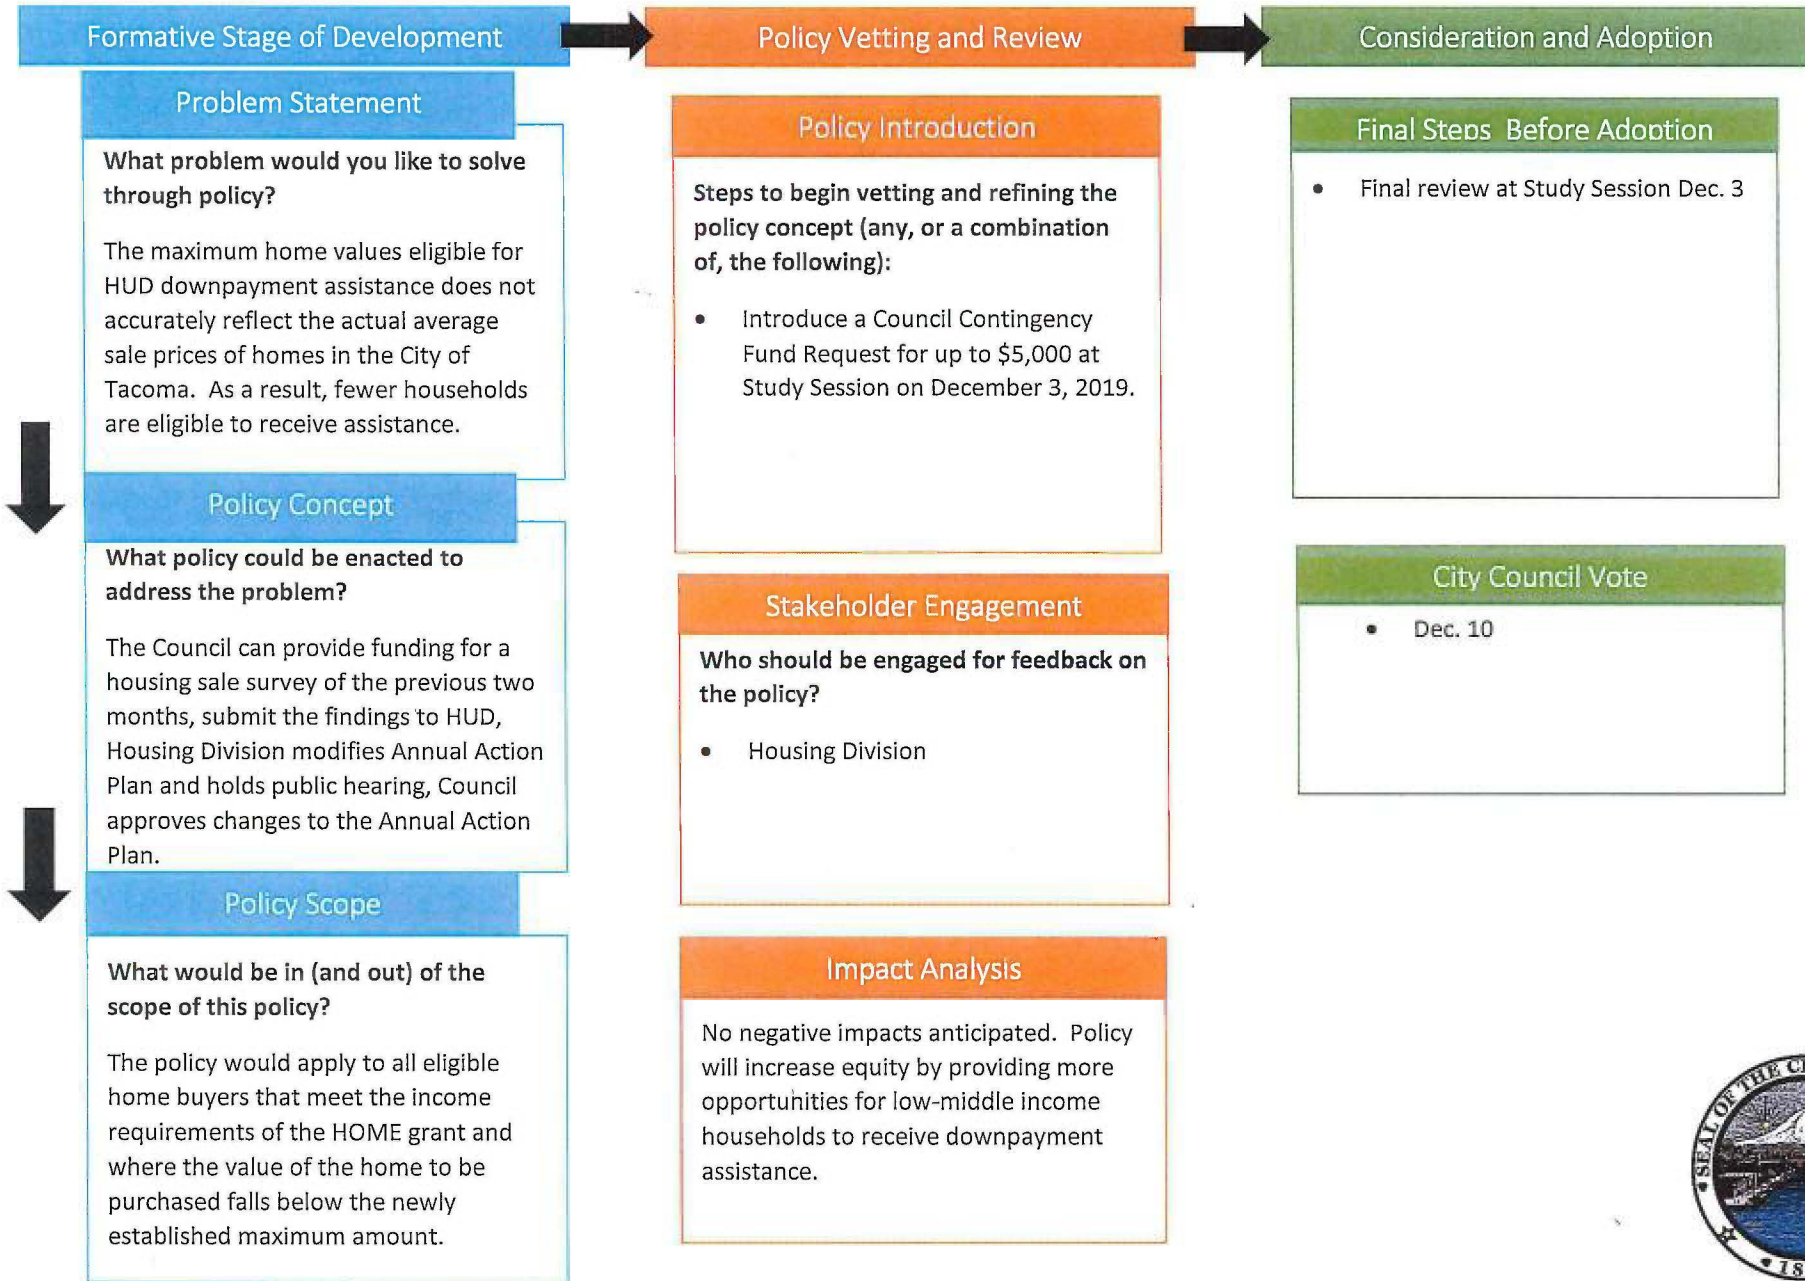 Formative Stage of Development
Problem Statement
What problem would you like to solve
through policy?
The maximum home values eligible for
HUD downpayment assistance does not
accurately reflect the actual average
sale prices of homes in the City of
Tacoma.  As a result, fewer households
are eligible to receive assistance.
Policy Concept
What policy could be enacted to
address the problem?
The Council can provide funding for a
housing sale survey of the previous two
months, submit the findings to HUD,
Housing Division modifies Annual Action
Plan and holds public hearing, Council
approves changes to the Annual Action
Plan.
Policy Scope
What would be in (and out) of the
scope of this policy?
The policy would apply to all eligible
home buyers that meet the income
requirements of the HOME grant and
where the value of the home to be
purchased falls below the newly
established maximum amount.
Policy Vetting and Review
Policy Introduction
Steps to begin vetting and refining the
policy concept (any, or a combination
of, the following):
• Introduce a Council Contingency
Fund Request for up to $5,000 at
Study Session on December 3, 2019.
Stakeholder Engagement
Who should be engaged for feedback on
the policy?
• Housing Division
Impact Analysis
No negative impacts anticipated.  Policy
will increase equity by providing more
opportunities for low-middle income
households to receive downpayment
assistance.
Consideration and Adoption
Final Steps Before Adoption
• Final review at Study Session Dec. 3
City Council Vote
• Dec. 10
SEAL OF THE